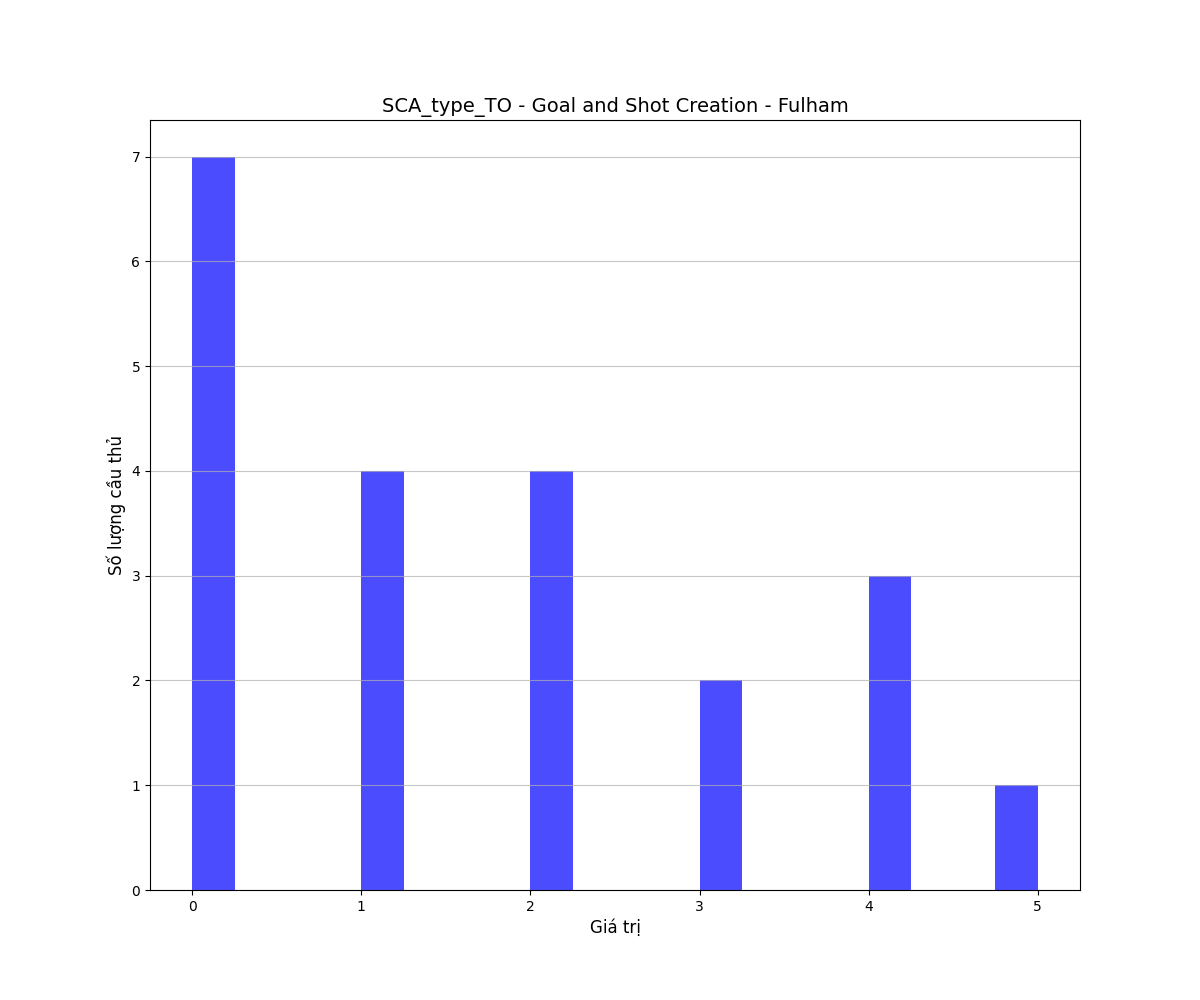 SCA_type_TO - Goal and Shot Creation - Fulham
7
6
5
4
3
2
1
0
Số lượng cầu thủ
0 1 2 3 4 5
Giá trị